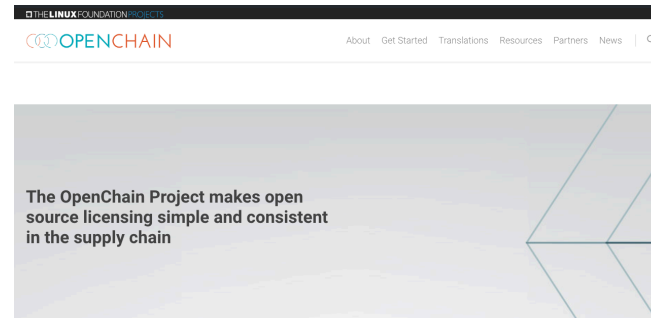 THE LINUX FOUNDATION PROJECTS
OPENCHAIN
About Get Started Translations Resources Partners News
The OpenChain Project makes open
source licensing simple and consistent
in the supply chain